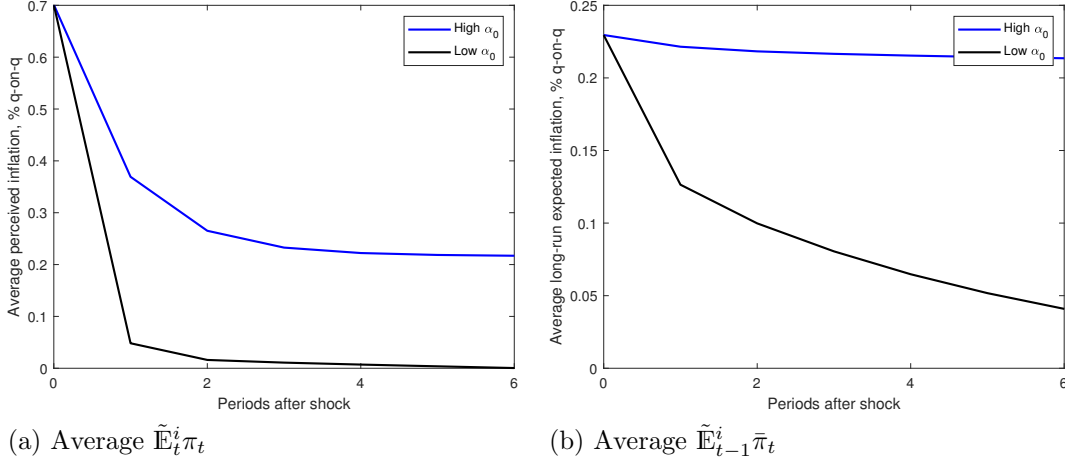 Average perceived inflation, % q-on-q
0.7
0.6
0.5
0.4
0.3
0.2
0.1
0
0 2 4 6
Periods after shock
High α₀
Low α₀
(a) Average 𝔼̃ⁱₜπₜ
Average long-run expected inflation, % q-on-q
0.25
0.2
0.15
0.1
0.05
0
0 2 4 6
Periods after shock
High α₀
Low α₀
(b) Average 𝔼̃ⁱₜ₋₁π̄ₜ